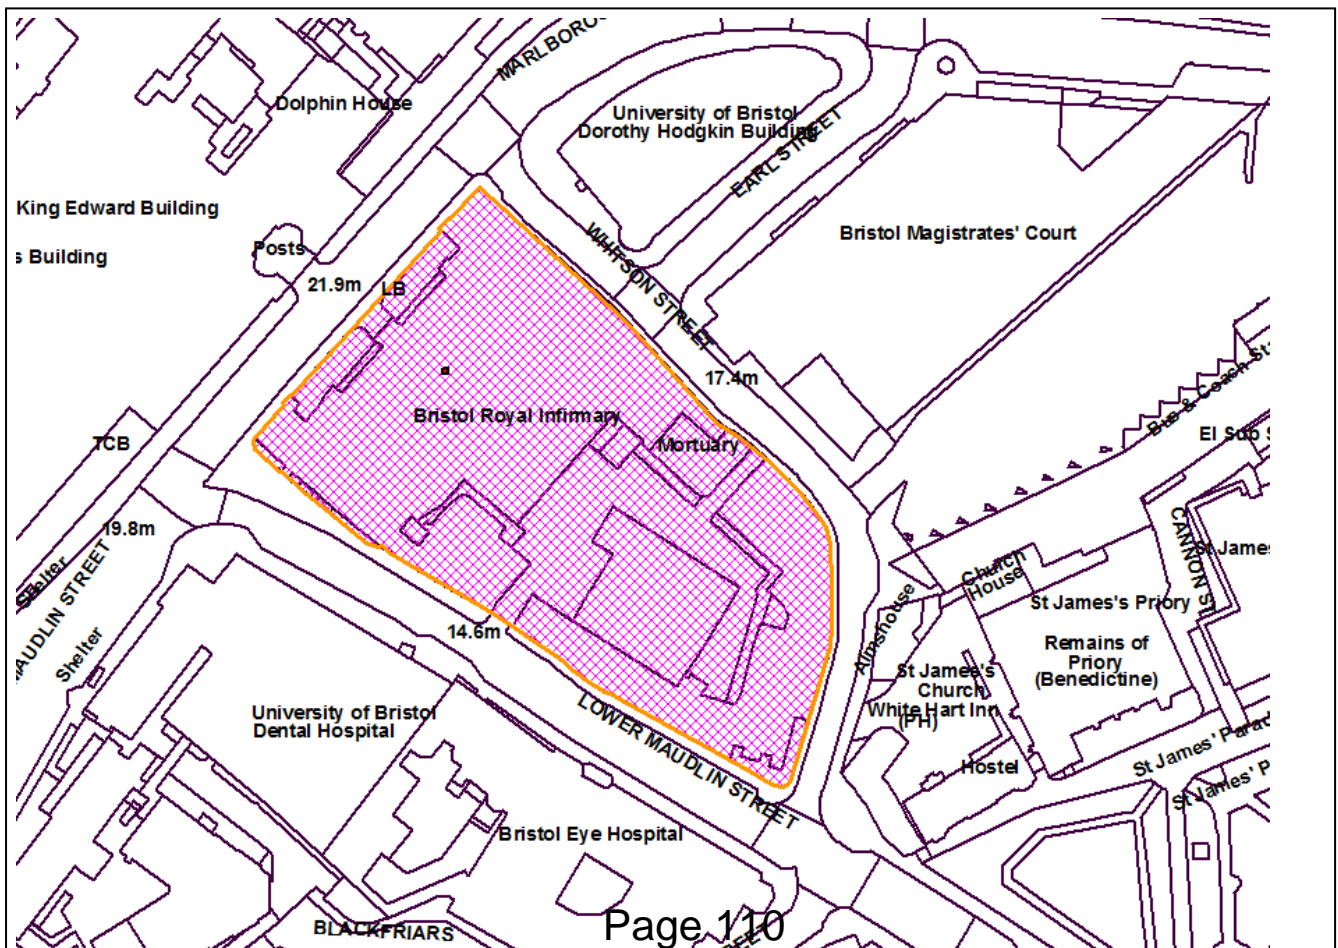 MARLBORO
Dolphin House
University of Bristol
Dorothy Hodgkin Building
EARL STREET
King Edward Building
s Building
Posts
21.9m
LB
WHITSON STREET
Bristol Magistrates' Court
17.4m
Bus & Coach St
El Sub S
TCB
Bristol Royal Infirmary
Mortuary
19.8m
Shelter
MAUDLIN STREET
Shelter
14.6m
CANNON ST
St James
Church
House
St James's Priory
Remains of
Priory
(Benedictine)
Almshouse
St James's
Church
White Hart Inn
(PH)
Hostel
St James' Parad
St James' P
LOWER MAUDLIN STREET
University of Bristol
Dental Hospital
Bristol Eye Hospital
BLACKFRIARS
Page 110